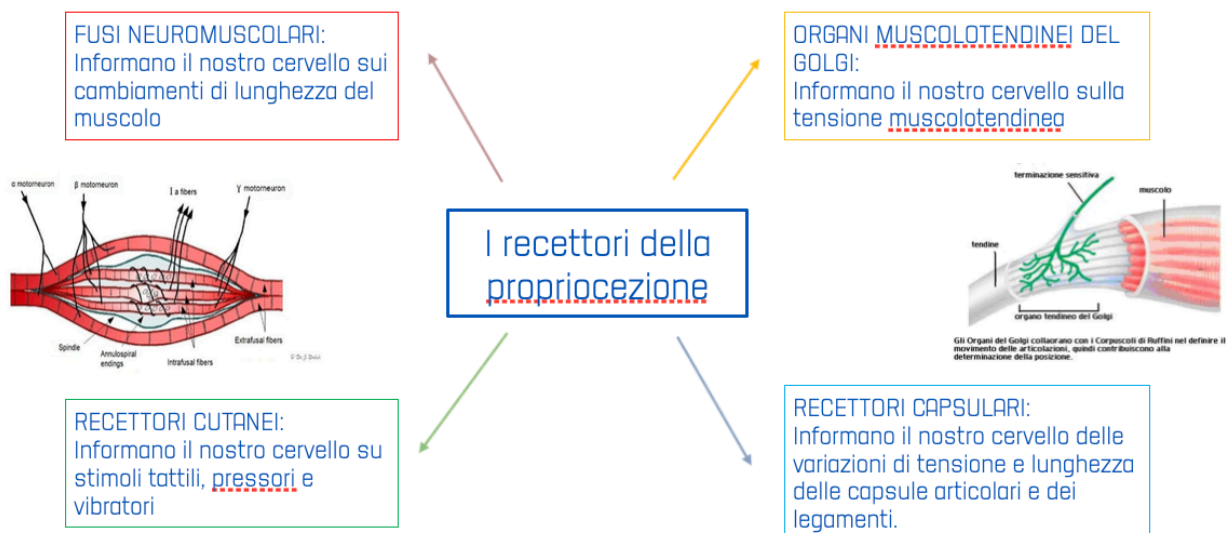 FUSI NEUROMUSCOLARI:
Informano il nostro cervello sui
cambiamenti di lunghezza del
muscolo
ORGANI MUSCOLOTENDINEI DEL
GOLGI:
Informano il nostro cervello sulla
tensione muscolotendinea
α motorneuron
β motorneuron
I a fibers
γ motorneuron
Spindle
Annulospiral
endings
Intrafusal fibers
Extrafusal fibers
I recettori della
propriocezione
terminazione sensitiva
muscolo
tendine
organo tendineo del Golgi
Gli Organi del Golgi collaorano con i Corpuscoli di Ruffini nel definire il
movimento delle articolazioni, quindi contribuiscono alla
determinazione della posizione.
RECETTORI CUTANEI:
Informano il nostro cervello su
stimoli tattili, pressori e
vibratori
RECETTORI CAPSULARI:
Informano il nostro cervello delle
variazioni di tensione e lunghezza
delle capsule articolari e dei
legamenti.